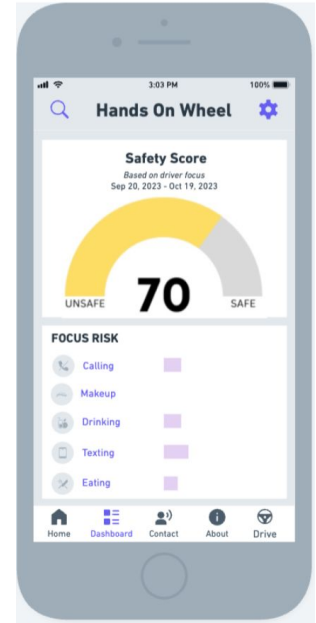 3:03 PM 100%
Hands On Wheel
Safety Score
Based on driver focus
Sep 20, 2023 - Oct 19, 2023
70
UNSAFE SAFE
FOCUS RISK
Calling
Makeup
Drinking
Texting
Eating
Home Dashboard Contact About Drive